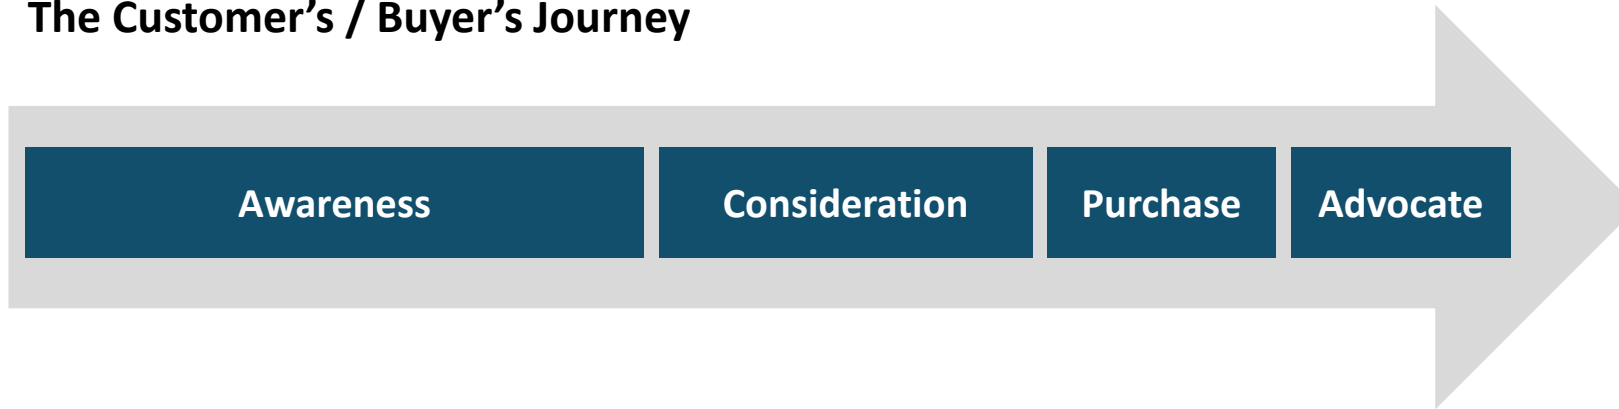 The Customer’s / Buyer’s Journey
Awareness
Consideration
Purchase
Advocate